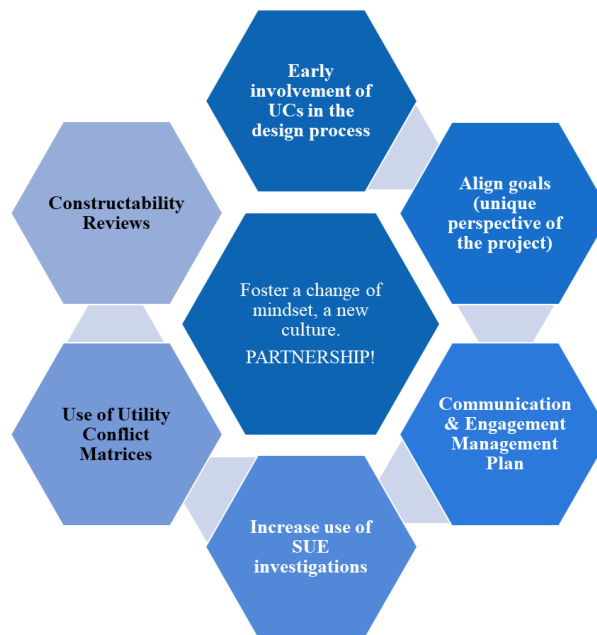 Early
involvement of
UCs in the
design process
Align goals
(unique
perspective of
the project)
Communication
& Engagement
Management
Plan
Increase use of
SUE
investigations
Use of Utility
Conflict
Matrices
Constructability
Reviews
Foster a change of
mindset, a new
culture.
PARTNERSHIP!